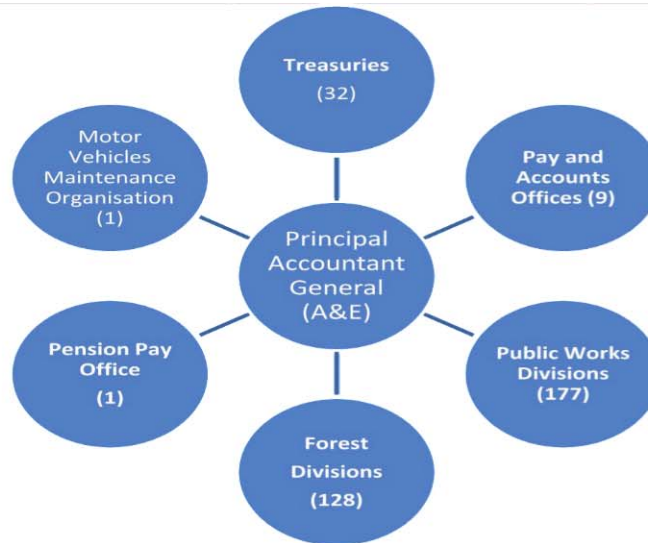 Treasuries
(32)
Motor
Vehicles
Maintenance
Organisation
(1)
Pay and
Accounts
Offices (9)
Principal
Accountant
General
(A&E)
Pension Pay
Office
(1)
Public Works
Divisions
(177)
Forest
Divisions
(128)